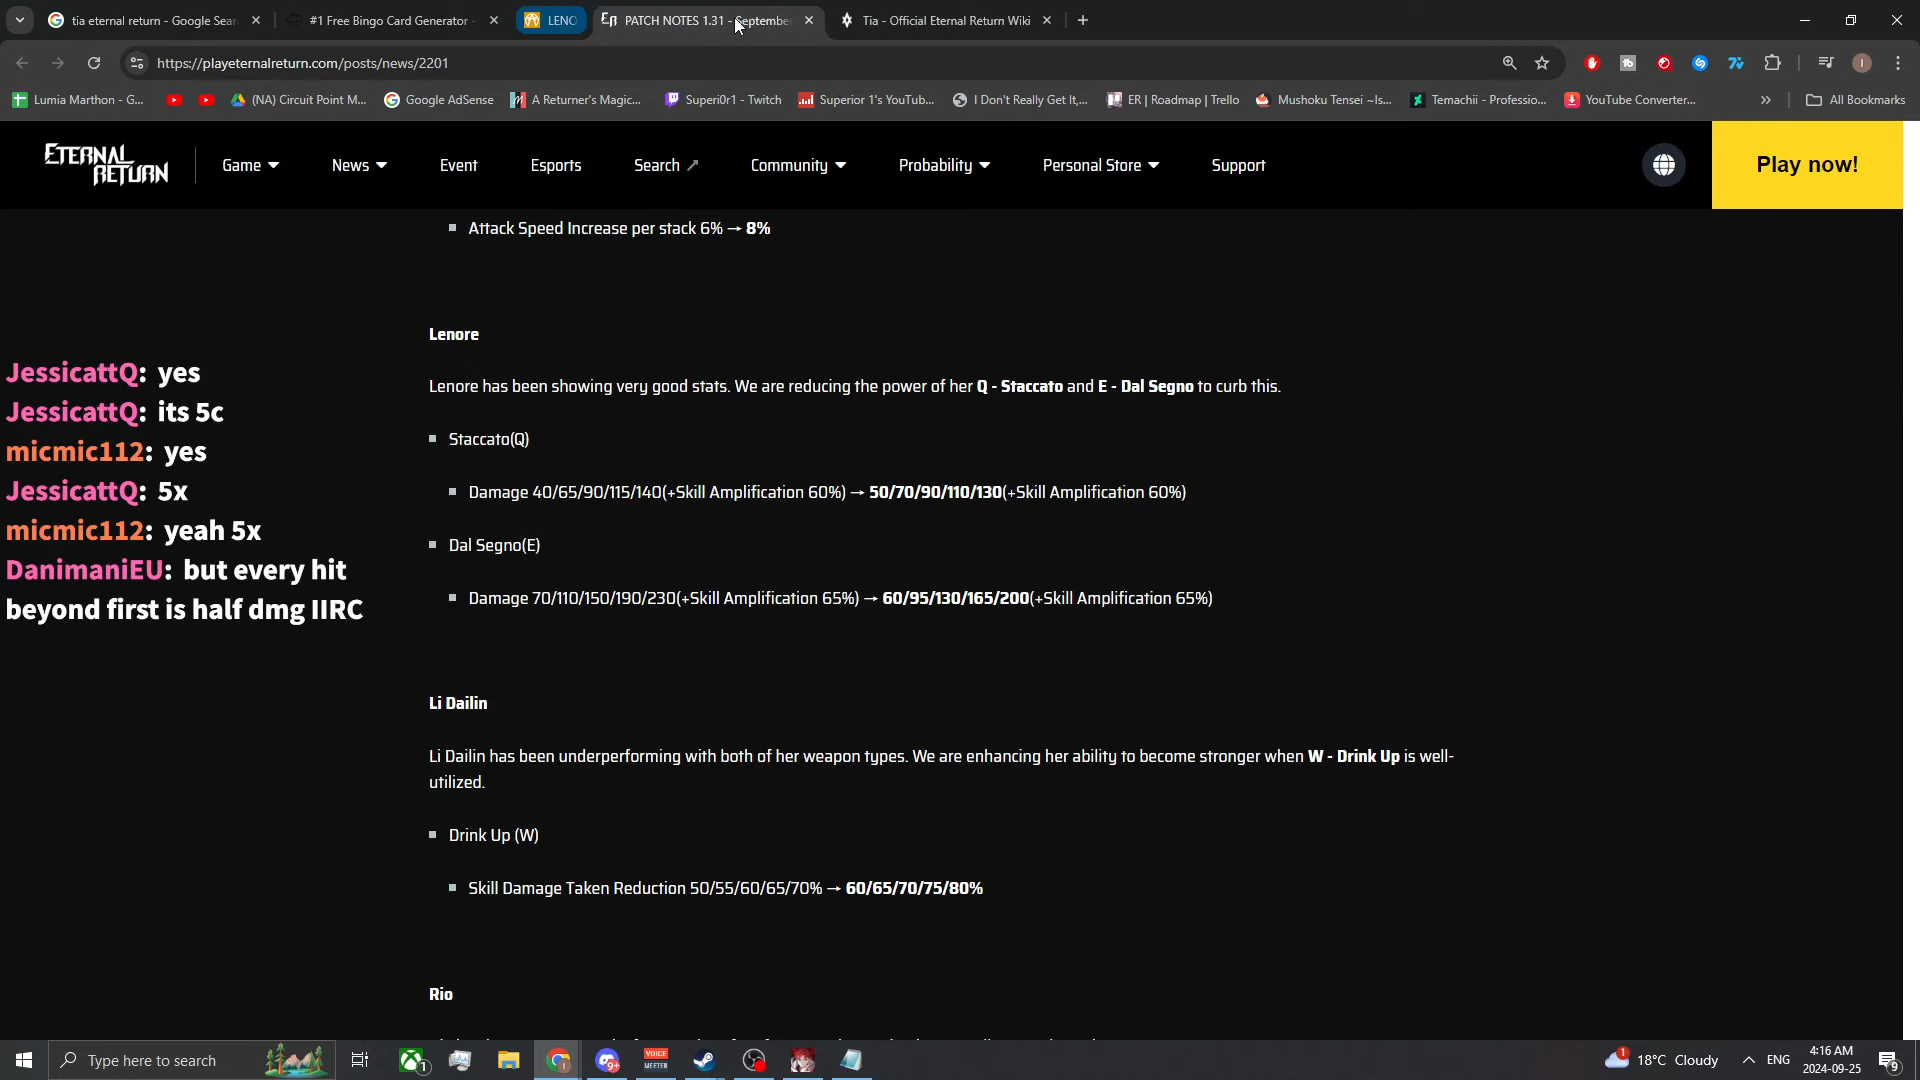 tia eternal return - Google Sear
#1 Free Bingo Card Generator -
LENO
PATCH NOTES 1.31 - September
Tia - Official Eternal Return Wiki
https://playeternalreturn.com/posts/news/2201
Lumia Marthon - G...
(NA) Circuit Point M...
Google AdSense
A Returner's Magic...
Superi0r1 - Twitch
Superior 1's YouTub...
I Don't Really Get It,...
ER | Roadmap | Trello
Mushoku Tensei ~Is...
Temachii - Professio...
YouTube Converter...
All Bookmarks
ETERNAL
RETURN
Game
News
Event
Esports
Search
Community
Probability
Personal Store
Support
Play now!
Attack Speed Increase per stack 6% → 8%
Lenore
Lenore has been showing very good stats. We are reducing the power of her Q - Staccato and E - Dal Segno to curb this.
Staccato(Q)
Damage 40/65/90/115/140(+Skill Amplification 60%) → 50/70/90/110/130(+Skill Amplification 60%)
Dal Segno(E)
Damage 70/110/150/190/230(+Skill Amplification 65%) → 60/95/130/165/200(+Skill Amplification 65%)
Li Dailin
Li Dailin has been underperforming with both of her weapon types. We are enhancing her ability to become stronger when W - Drink Up is well-
utilized.
Drink Up (W)
Skill Damage Taken Reduction 50/55/60/65/70% → 60/65/70/75/80%
Rio
JessicattQ: yes
JessicattQ: its 5c
micmic112: yes
JessicattQ: 5x
micmic112: yeah 5x
DanimaniEU: but every hit
beyond first is half dmg IIRC
Type here to search
1
9+
VOICE
MEETER
1
18°C Cloudy
ENG
4:16 AM
2024-09-25
9